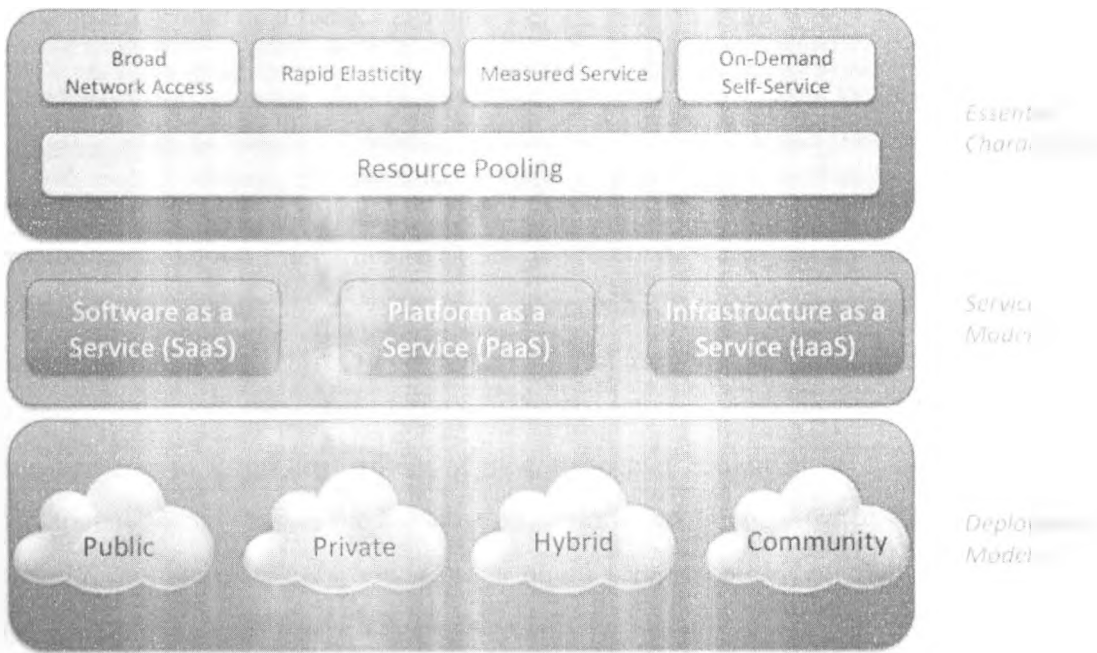 Broad
Network Access
Rapid Elasticity
Measured Service
On-Demand
Self-Service
Resource Pooling
Software as a
Service (SaaS)
Platform as a
Service (PaaS)
Infrastructure as a
Service (IaaS)
Public
Private
Hybrid
Community